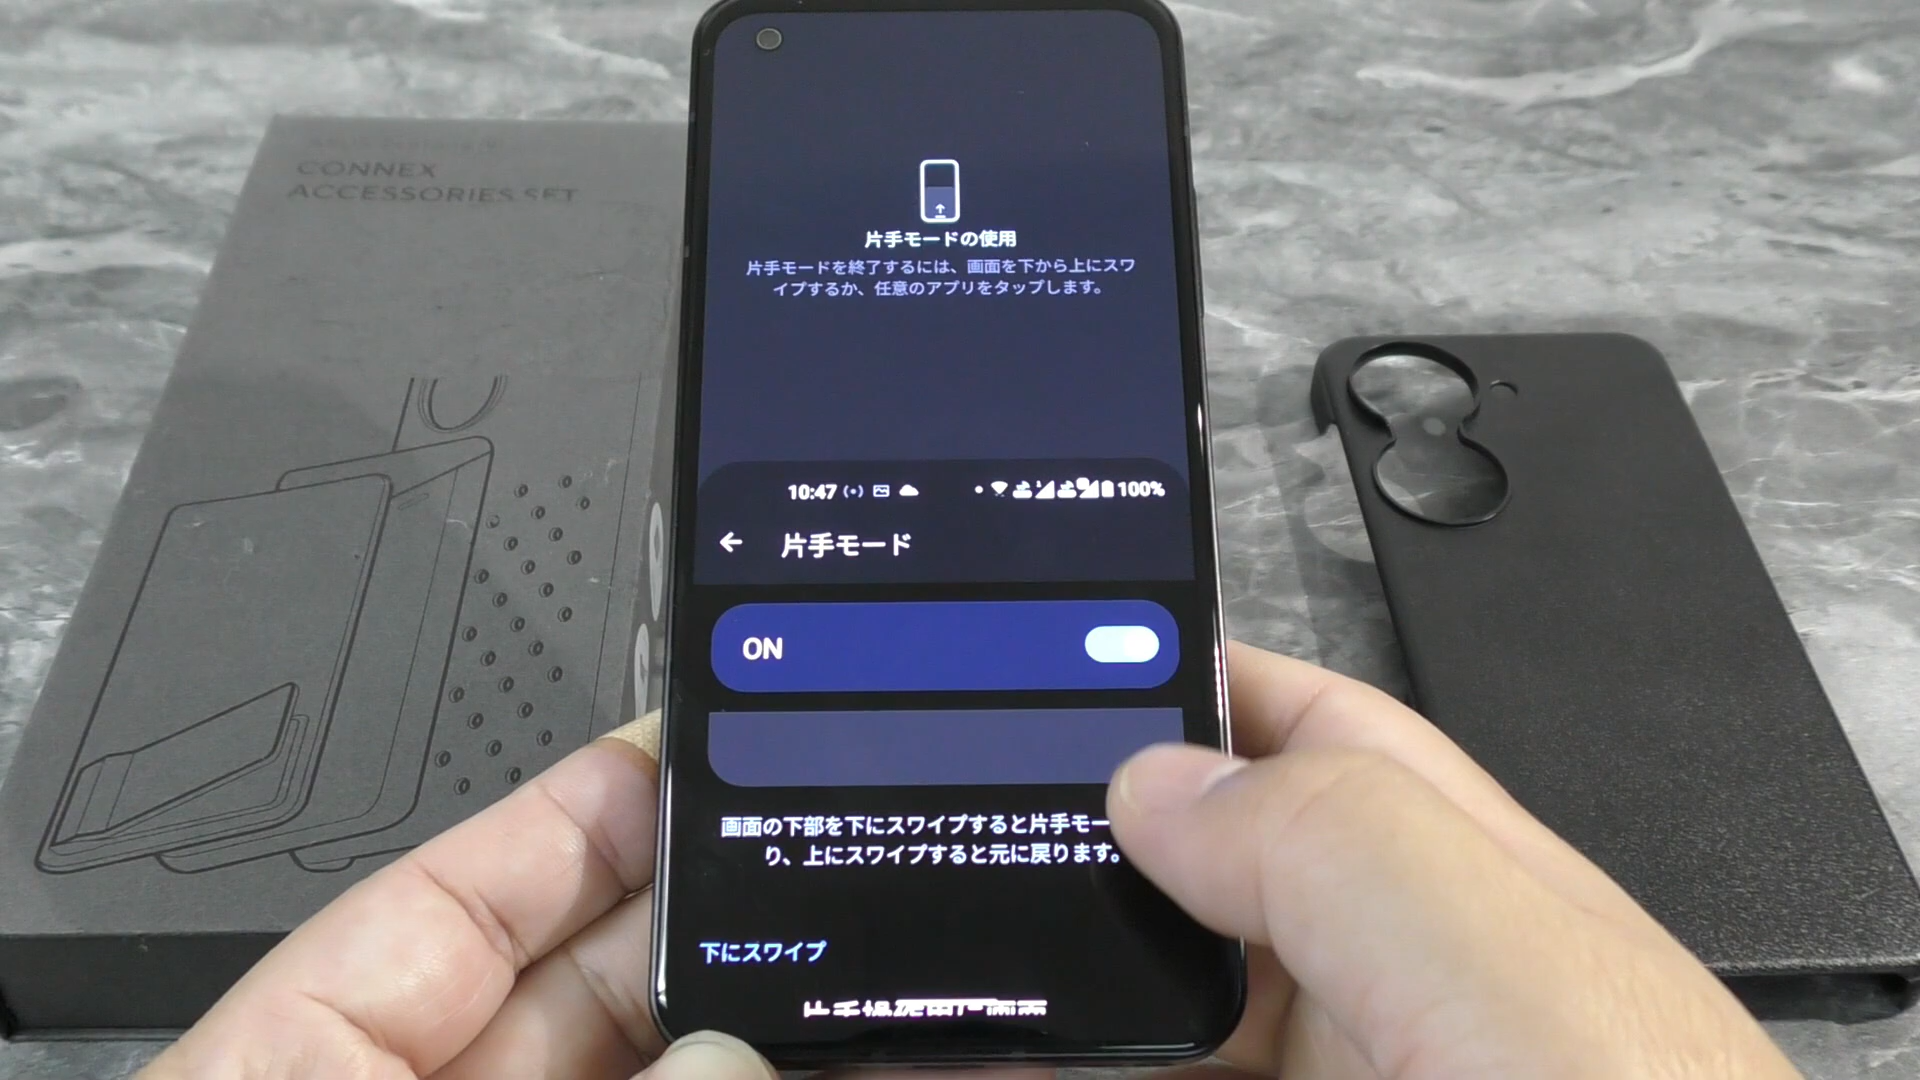 CONNEX
ACCESSORIES SET
片手モードの使用
片手モードを終了するには、画面を下から上にスワ
イプするか、任意のアプリをタップします。
10:47
100%
片手モード
ON
画面の下部を下にスワイプすると片手モー
り、上にスワイプすると元に戻ります。
下にスワイプ